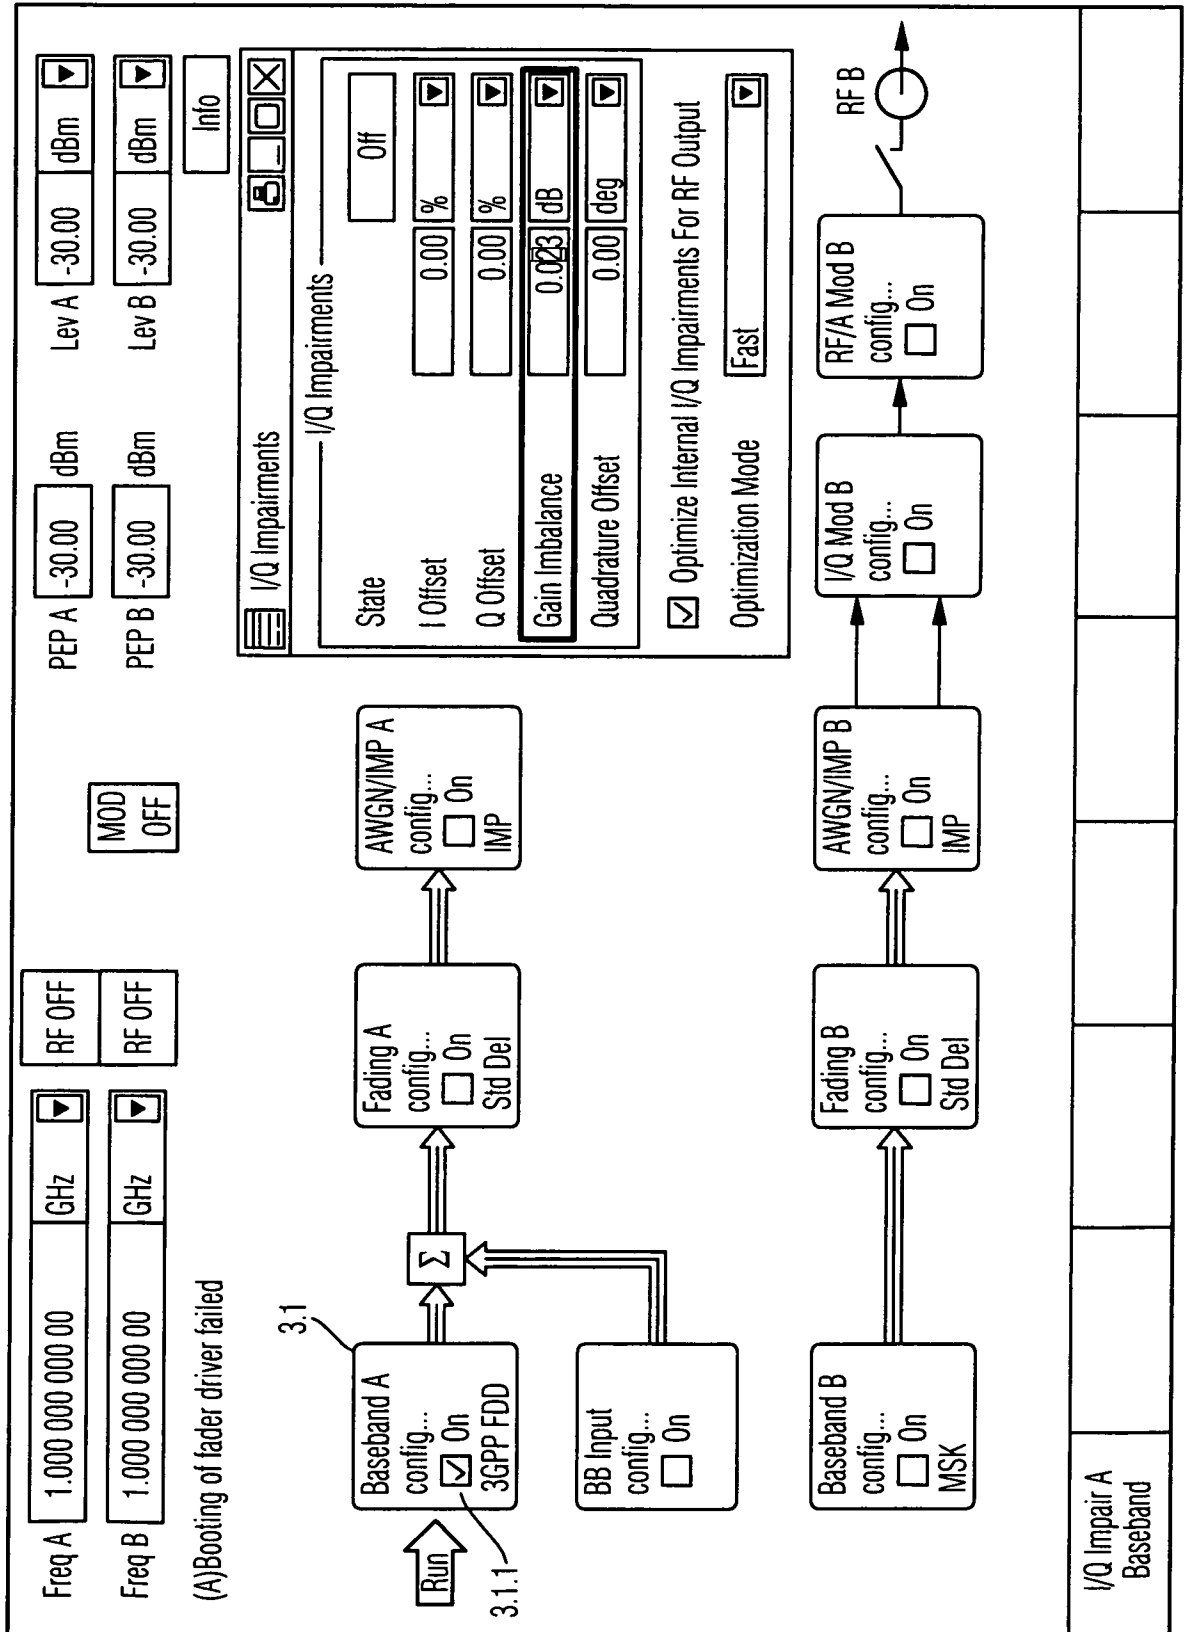 Freq A 1.000 000 000 00 GHz RF OFF PEP A -30.00 dBm Lev A -30.00 dBm
MOD
OFF
Freq B 1.000 000 000 00 GHz RF OFF PEP B -30.00 dBm Lev B -30.00 dBm
(A)Booting of fader driver failed
Info
I/Q Impairments
I/Q Impairments
State Off
I Offset 0.00 %
Q Offset 0.00 %
Gain Imbalance 0.023 dB
Quadrature Offset 0.00 deg
Optimize Internal I/Q Impairments For RF Output
Optimization Mode Fast
3.1
Run
3.1.1
Baseband A
config...
On
3GPP FDD
Σ
Fading A
config...
On
Std Del
AWGN/IMP A
config...
On
IMP
BB Input
config...
On
Baseband B
config...
On
MSK
Fading B
config...
On
Std Del
AWGN/IMP B
config...
On
IMP
I/Q Mod B
config...
On
RF/A Mod B
config...
On
RF B
I/Q Impair A
Baseband